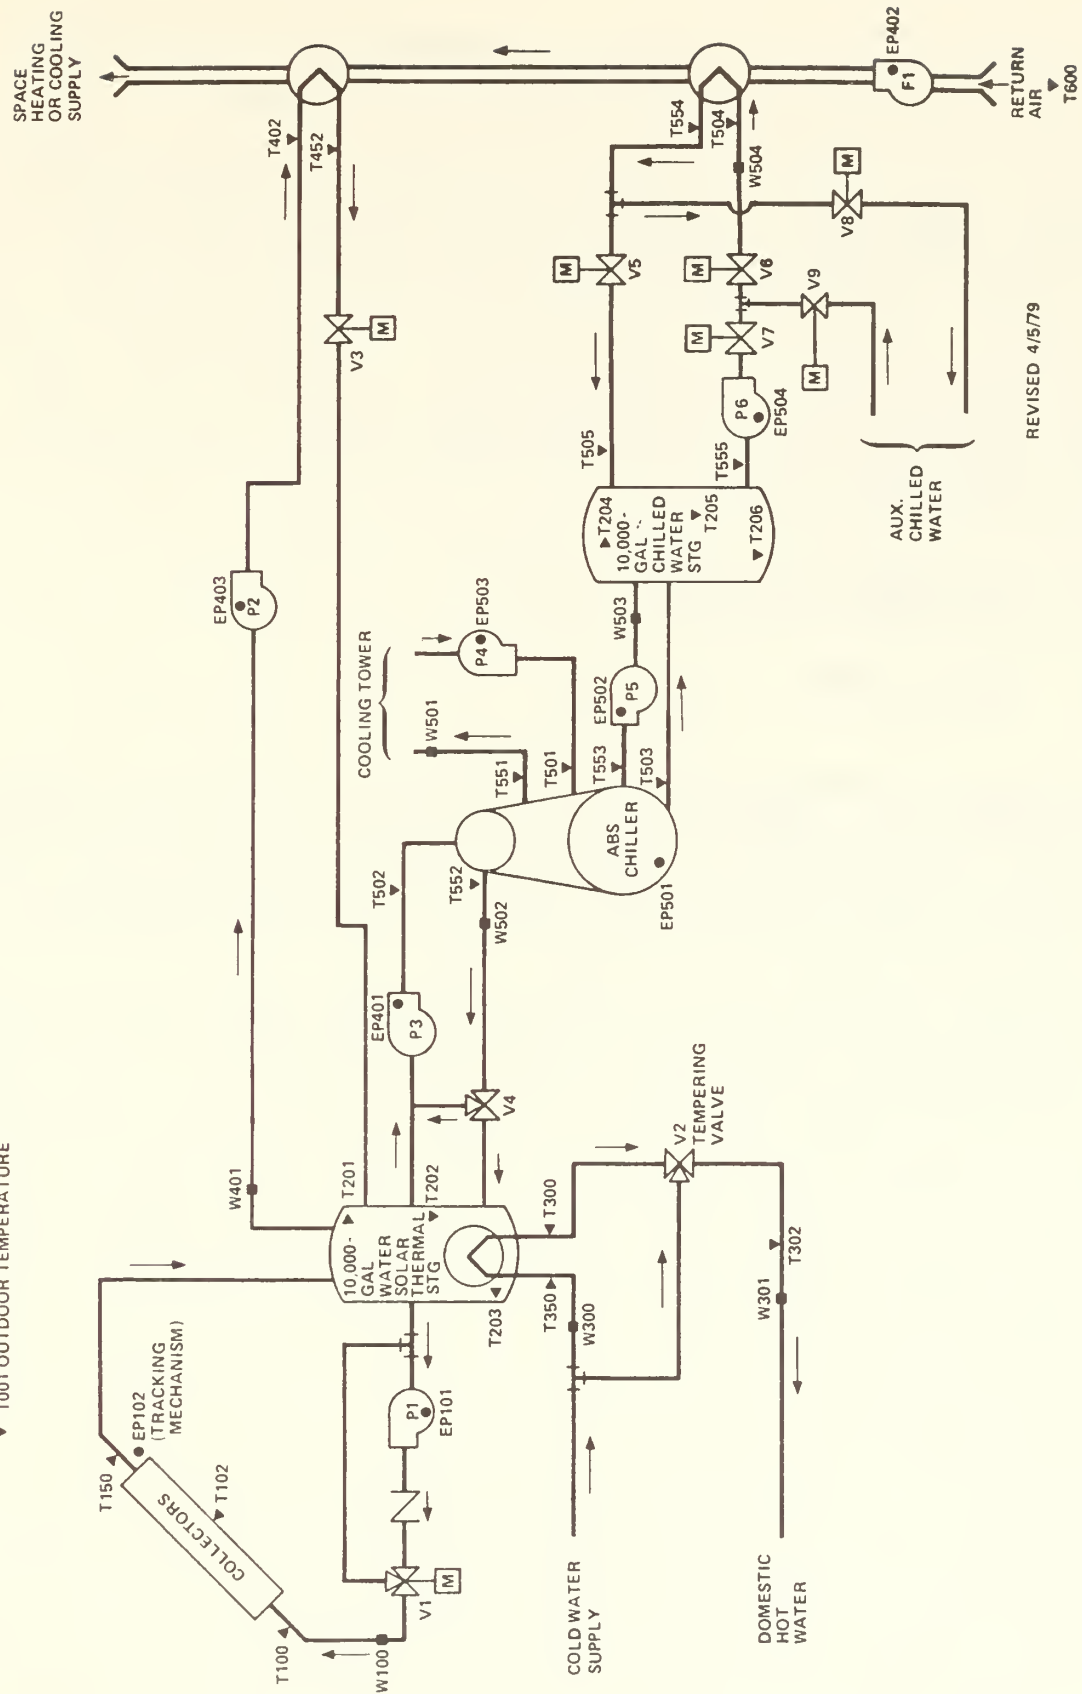 ▼ T001 OUTDOOR TEMPERATURE
T150
EP102
(TRACKING
MECHANISM)
COLLECTORS
T102
T100
W100
V1
M
P1
EP101
10,000-
GAL
WATER
SOLAR
THERMAL
STG
T201
T202
T203
W401
EP403
P2
T402
T452
SPACE
HEATING
OR COOLING
SUPPLY
V3
M
EP401
P3
T502
T552
W502
V4
COOLING TOWER
W501
T551
T501
P4
EP503
ABS
CHILLER
EP501
T553
T503
EP502
P5
W503
T204
10,000-
GAL
CHILLED
WATER
STG
T205
T206
T505
T555
P6
EP504
M
V5
M
V6
M
V7
M
V8
M
V9
T554
T504
W504
F1
EP402
RETURN
AIR
T600
AUX.
CHILLED
WATER
T300
T350
W300
V2
TEMPERING
VALVE
T302
W301
COLD WATER
SUPPLY
DOMESTIC
HOT
WATER
REVISED 4/5/79